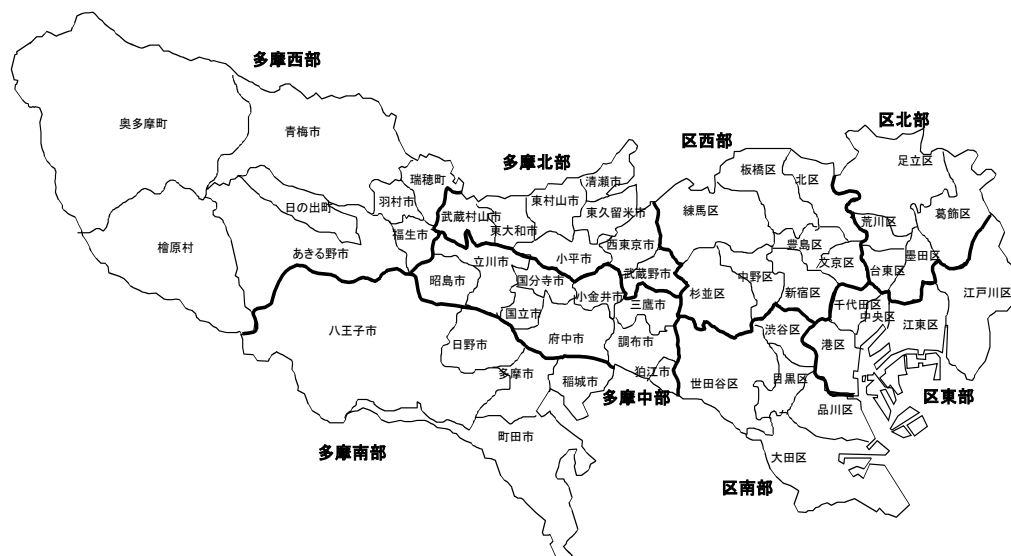 多摩西部
区北部
奥多摩町
青梅市
多摩北部
区西部
足立区
瑞穂町
清瀬市
板橋区
北区
羽村市
東村山市
日の出町
武蔵村山市
東久留米市
練馬区
葛飾区
荒川区
福生市
東大和市
檜原村
あきる野市
西東京市
豊島区
墨田区
立川市
小平市
文京区
台東区
昭島市
国分寺市
武蔵野市
中野区
小金井市
杉並区
新宿区
江戸川区
三鷹市
千代田区
国立市
中央区
八王子市
渋谷区
江東区
日野市
府中市
調布市
港区
多摩市
狛江市
稲城市
世田谷区
目黒区
多摩中部
区東部
品川区
町田市
多摩南部
大田区
区南部